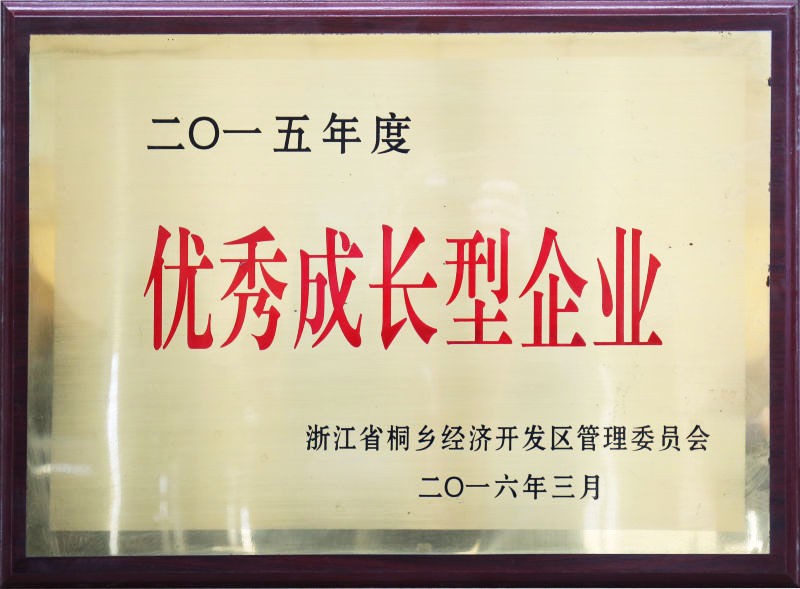 二〇一五年度
优秀成长型企业
浙江省桐乡经济开发区管理委员会
二〇一六年三月